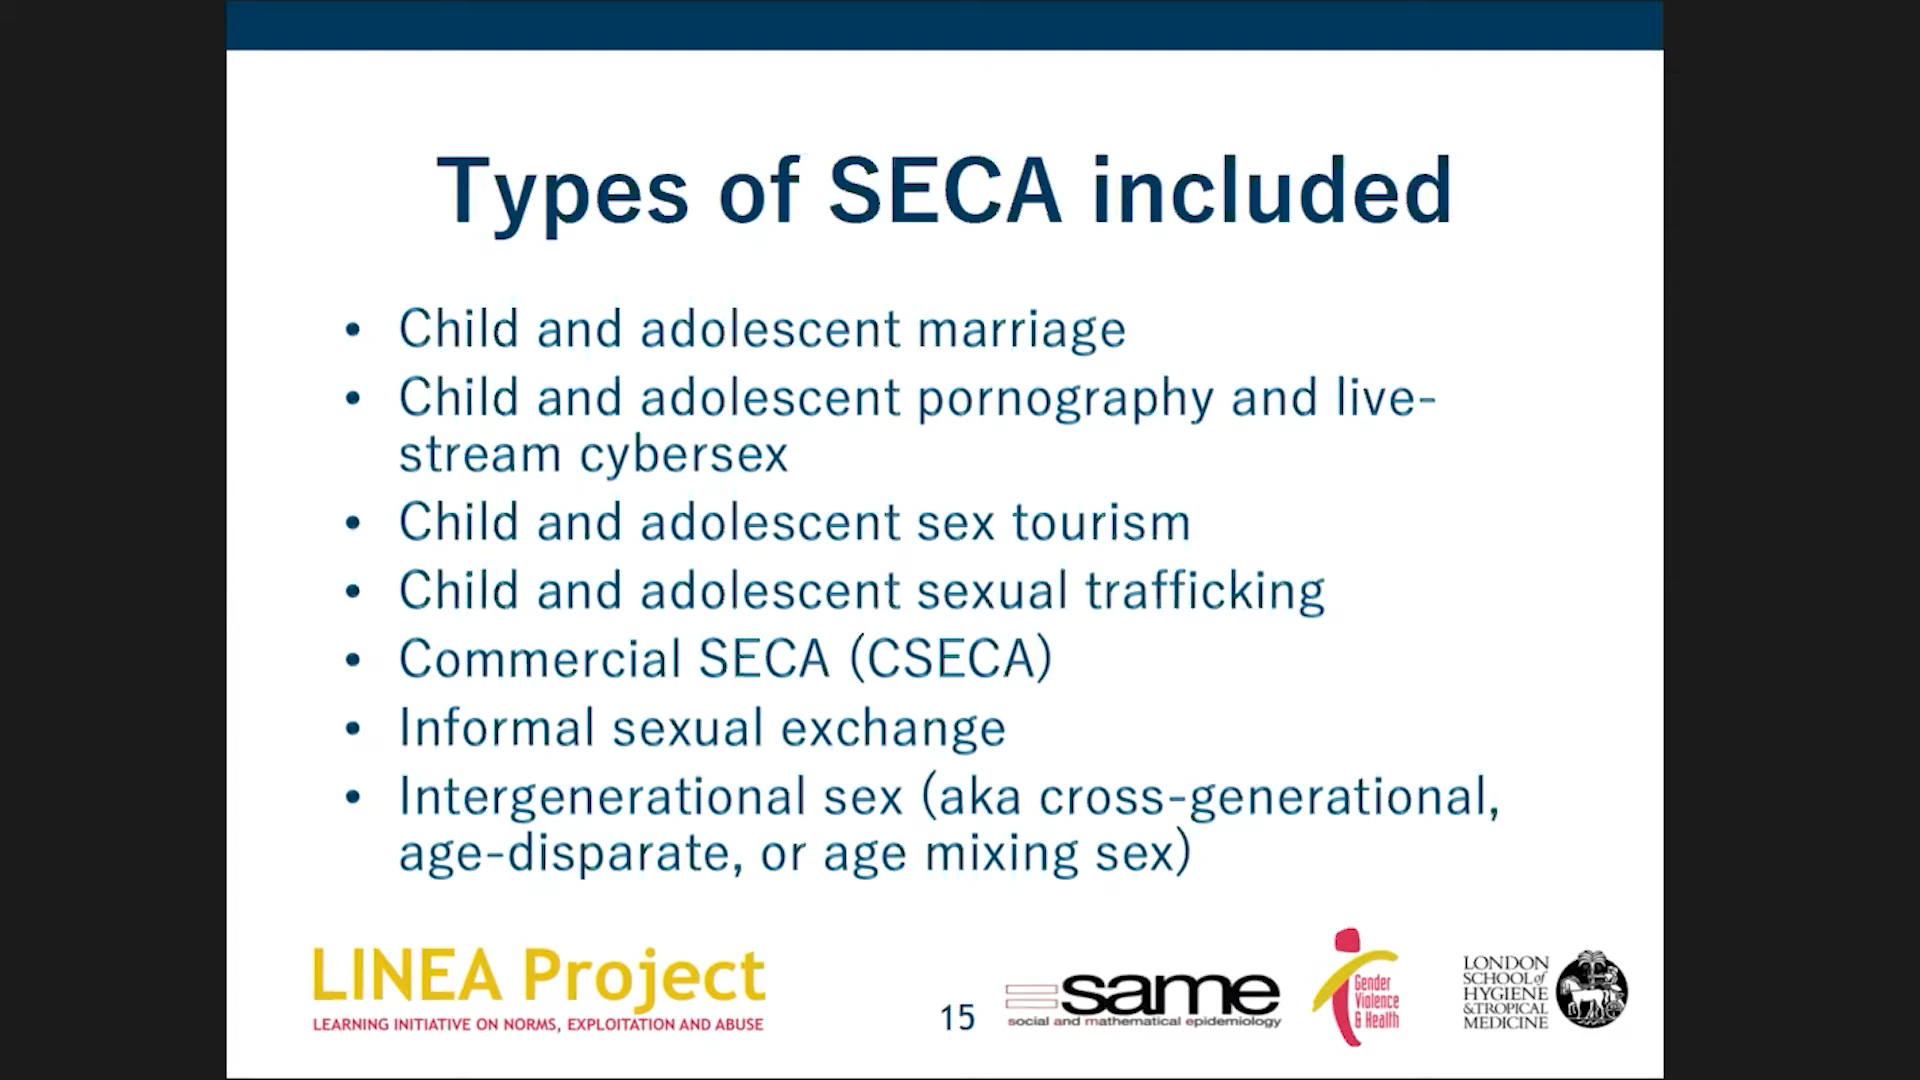 Types of SECA included
• Child and adolescent marriage
• Child and adolescent pornography and live-
stream cybersex
• Child and adolescent sex tourism
• Child and adolescent sexual trafficking
• Commercial SECA (CSECA)
• Informal sexual exchange
• Intergenerational sex (aka cross-generational,
age-disparate, or age mixing sex)
LINEA Project
LEARNING INITIATIVE ON NORMS, EXPLOITATION AND ABUSE
15
same
social and mathematical epidemiology
Gender
Violence
& Health
LONDON
SCHOOL of
HYGIENE
& TROPICAL
MEDICINE